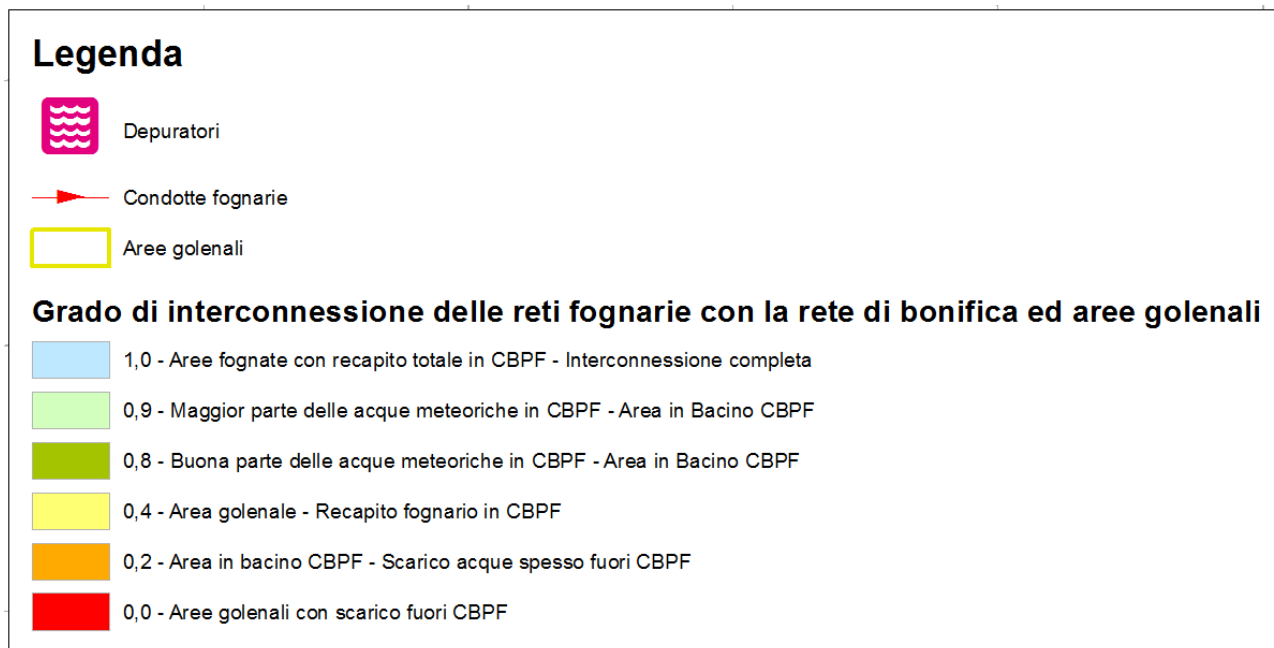 Legenda
Depuratori
Condotte fognarie
Aree golenali
Grado di interconnessione delle reti fognarie con la rete di bonifica ed aree golenali
1,0 - Aree fognate con recapito totale in CBPF - Interconnessione completa
0,9 - Maggior parte delle acque meteoriche in CBPF - Area in Bacino CBPF
0,8 - Buona parte delle acque meteoriche in CBPF - Area in Bacino CBPF
0,4 - Area golenale - Recapito fognario in CBPF
0,2 - Area in bacino CBPF - Scarico acque spesso fuori CBPF
0,0 - Aree golenali con scarico fuori CBPF